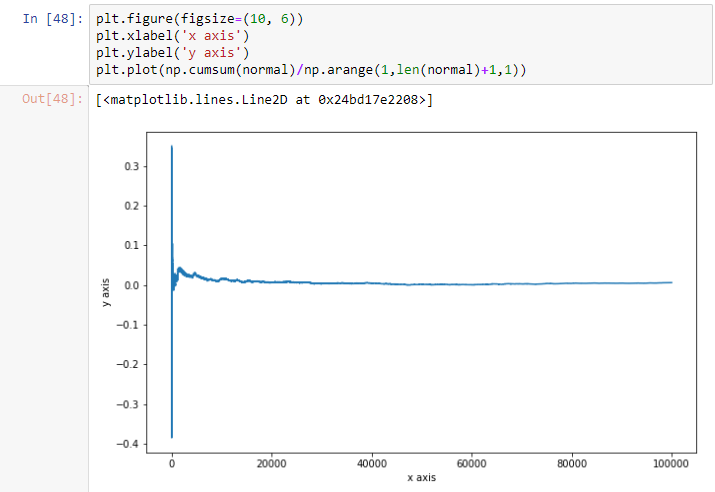 In [48]: plt.figure(figsize=(10, 6))
plt.xlabel('x axis')
plt.ylabel('y axis')
plt.plot(np.cumsum(normal)/np.arange(1,len(normal)+1,1))
Out[48]: [<matplotlib.lines.Line2D at 0x24bd17e2208>]
0.3
0.2
0.1
0.0
−0.1
−0.2
−0.3
−0.4
y axis
0 20000 40000 60000 80000 100000
x axis